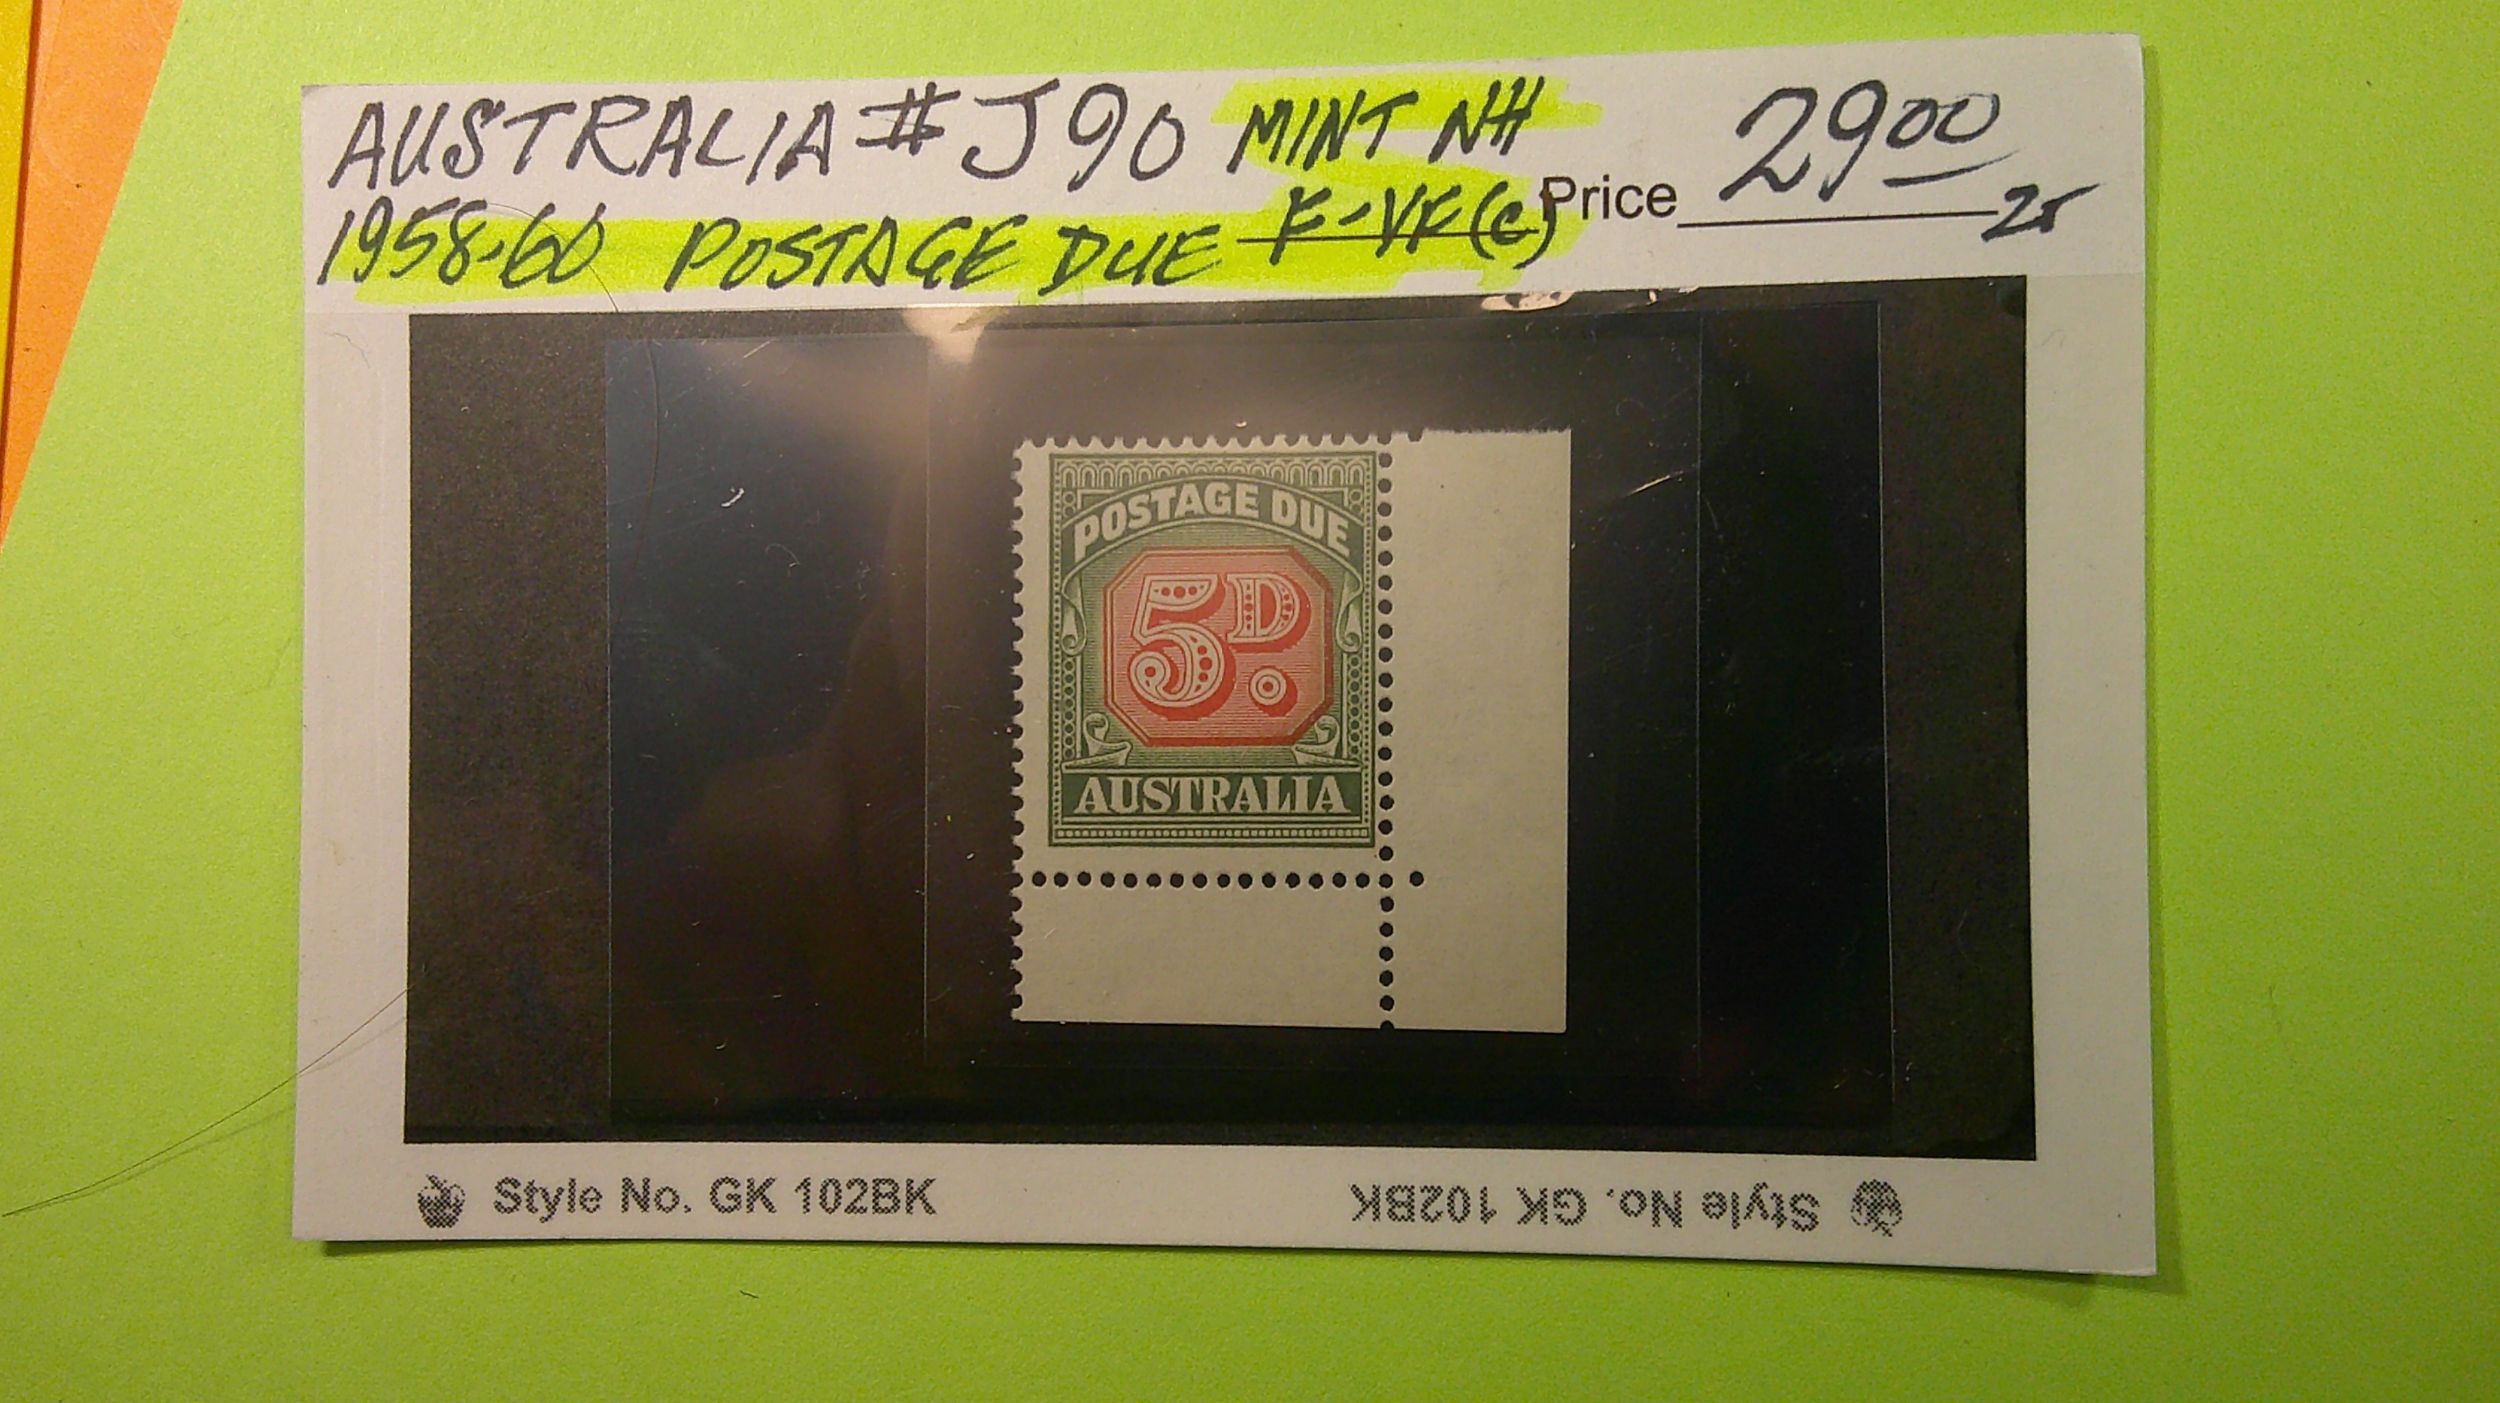 AUSTRALIA # J90 MINT NH
Price 29 00
1958-60 POSTAGE DUE F-VF(c)
POSTAGE DUE
5D.
AUSTRALIA
Style No. GK 102BK
Style No. GK 102BK